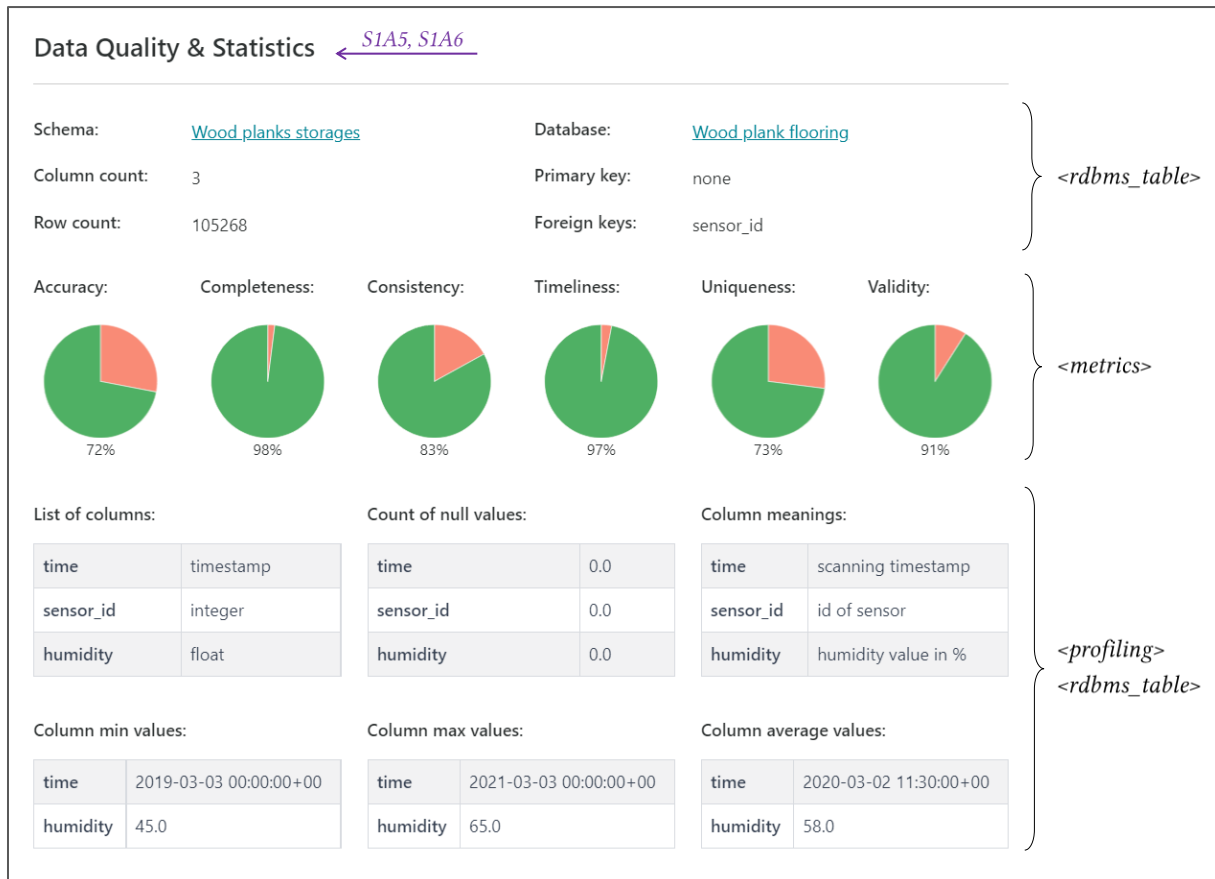 Data Quality & Statistics
S1A5, S1A6
Schema: Wood planks storages Database: Wood plank flooring
<rdbms_table>
Column count: 3 Primary key: none
Row count: 105268 Foreign keys: sensor_id
Accuracy: Completeness: Consistency: Timeliness: Uniqueness: Validity:
<metrics>
72% 98% 83% 97% 73% 91%
List of columns: Count of null values: Column meanings:
time timestamp time 0.0 time scanning timestamp
sensor_id integer sensor_id 0.0 sensor_id id of sensor
humidity float humidity 0.0 humidity humidity value in %
<profiling>
<rdbms_table>
Column min values: Column max values: Column average values:
time 2019-03-03 00:00:00+00 time 2021-03-03 00:00:00+00 time 2020-03-02 11:30:00+00
humidity 45.0 humidity 65.0 humidity 58.0